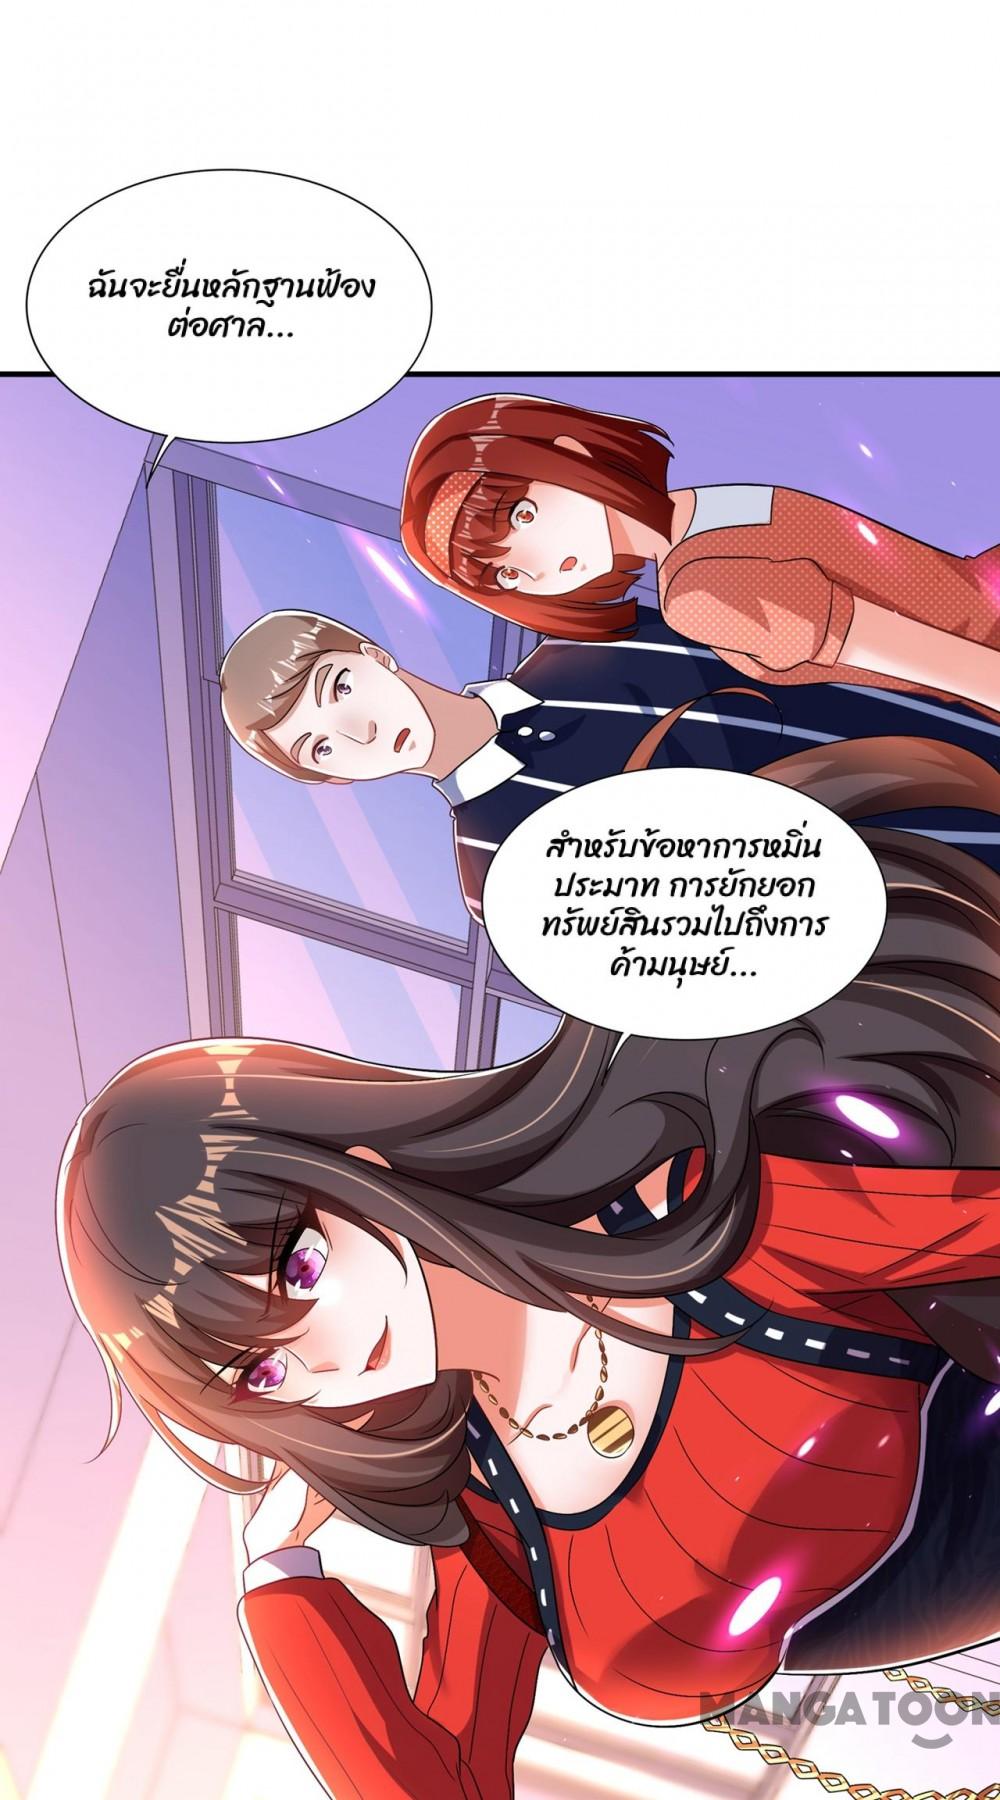 ฉันจะยื่นหลักฐานฟ้อง
ต่อศาล...
สำหรับข้อหาการหมิ่น
ประมาท การยักยอก
ทรัพย์สินรวมไปถึงการ
ค้ามนุษย์...
MANGA TOON